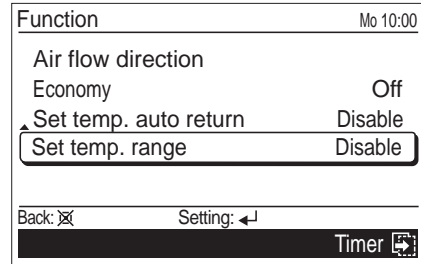 Function Mo 10:00
Air flow direction
Economy Off
Set temp. auto return Disable
Set temp. range Disable
Back: Setting:
Timer